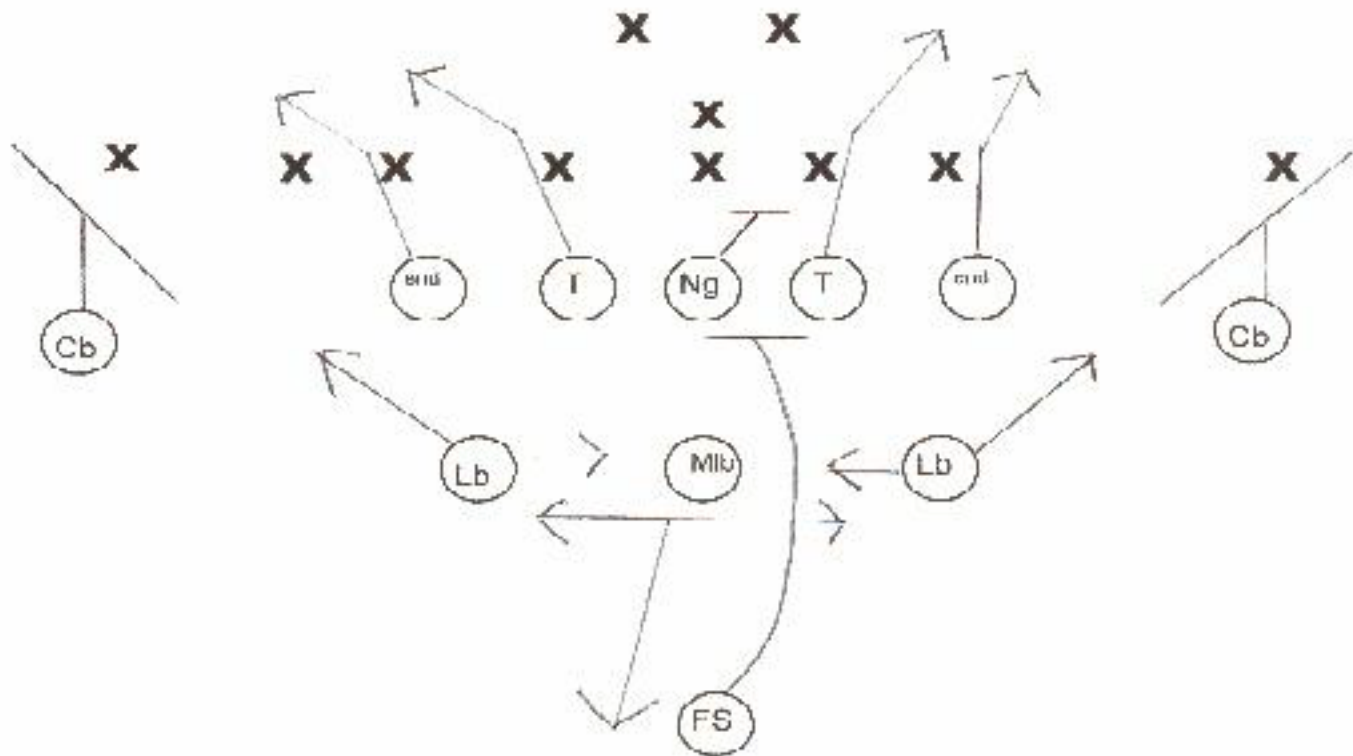 X X
X
X X X X X X X X
end T Ng T end
Cb Cb
Lb Mlb Lb
FS